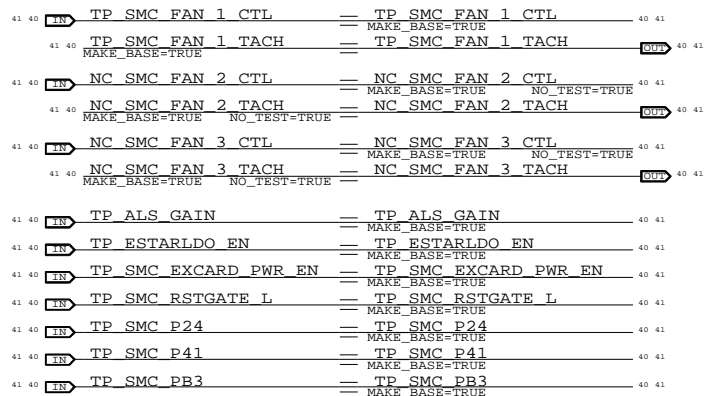 41 40 IN TP_SMC_FAN_1_CTL TP_SMC_FAN_1_CTL 40 41
MAKE_BASE=TRUE
41 40 TP_SMC_FAN_1_TACH TP_SMC_FAN_1_TACH OUT 40 41
MAKE_BASE=TRUE
41 40 IN NC_SMC_FAN_2_CTL NC_SMC_FAN_2_CTL 40 41
MAKE_BASE=TRUE NO_TEST=TRUE
41 40 NC_SMC_FAN_2_TACH NC_SMC_FAN_2_TACH OUT 40 41
MAKE_BASE=TRUE NO_TEST=TRUE
41 40 IN NC_SMC_FAN_3_CTL NC_SMC_FAN_3_CTL 40 41
MAKE_BASE=TRUE NO_TEST=TRUE
41 40 NC_SMC_FAN_3_TACH NC_SMC_FAN_3_TACH OUT 40 41
MAKE_BASE=TRUE NO_TEST=TRUE
41 40 IN TP_ALS_GAIN TP_ALS_GAIN 40 41
MAKE_BASE=TRUE
41 40 IN TP_ESTARLDO_EN TP_ESTARLDO_EN 40 41
MAKE_BASE=TRUE
41 40 IN TP_SMC_EXCARD_PWR_EN TP_SMC_EXCARD_PWR_EN 40 41
MAKE_BASE=TRUE
41 40 IN TP_SMC_RSTGATE_L TP_SMC_RSTGATE_L 40 41
MAKE_BASE=TRUE
41 40 IN TP_SMC_P24 TP_SMC_P24 40 41
MAKE_BASE=TRUE
41 40 IN TP_SMC_P41 TP_SMC_P41 40 41
MAKE_BASE=TRUE
41 40 IN TP_SMC_PB3 TP_SMC_PB3 40 41
MAKE_BASE=TRUE